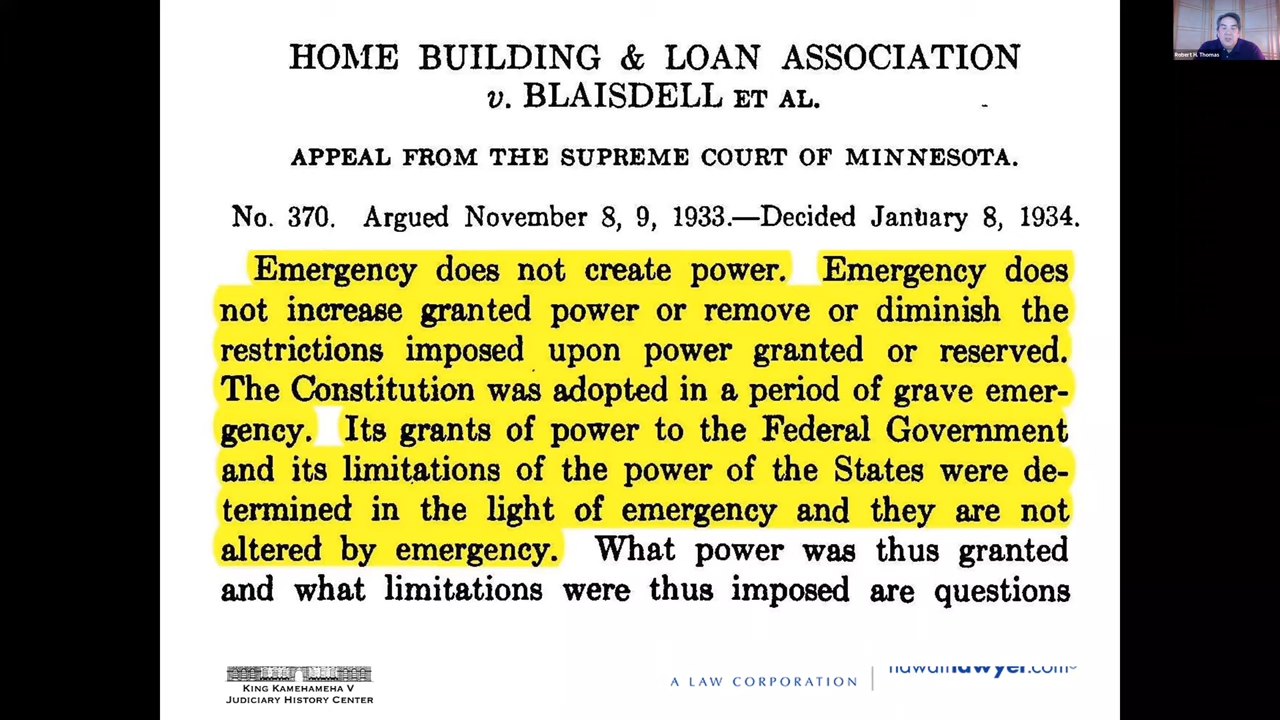 Robert H. Thomas
HOME BUILDING & LOAN ASSOCIATION
v. BLAISDELL ET AL.
APPEAL FROM THE SUPREME COURT OF MINNESOTA.
No. 370. Argued November 8, 9, 1933.—Decided January 8, 1934.
Emergency does not create power. Emergency does
not increase granted power or remove or diminish the
restrictions imposed upon power granted or reserved.
The Constitution was adopted in a period of grave emer-
gency. Its grants of power to the Federal Government
and its limitations of the power of the States were de-
termined in the light of emergency and they are not
altered by emergency. What power was thus granted
and what limitations were thus imposed are questions
KING KAMEHAMEHA V
JUDICIARY HISTORY CENTER
A LAW CORPORATION
hawaiilawyer.com